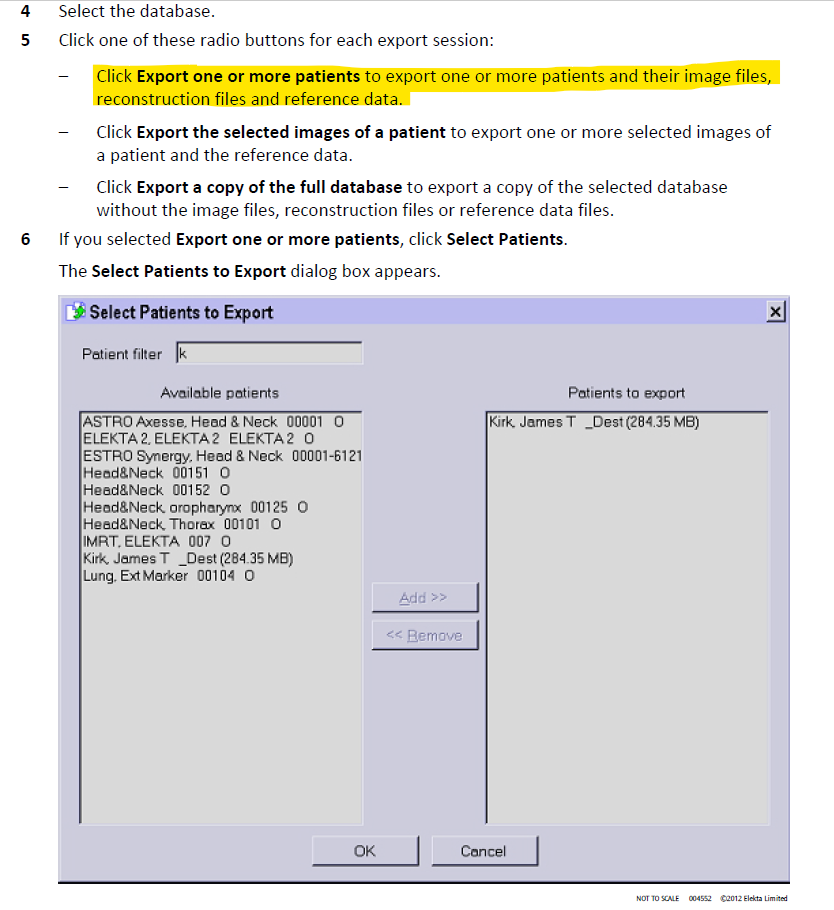 4 Select the database.
5 Click one of these radio buttons for each export session:
– Click Export one or more patients to export one or more patients and their image files,
reconstruction files and reference data.
– Click Export the selected images of a patient to export one or more selected images of
a patient and the reference data.
– Click Export a copy of the full database to export a copy of the selected database
without the image files, reconstruction files or reference data files.
6 If you selected Export one or more patients, click Select Patients.
The Select Patients to Export dialog box appears.
Select Patients to Export
Patient filter k
Available patients
ASTRO Axesse, Head & Neck 00001 O
ELEKTA 2, ELEKTA 2 ELEKTA 2 O
ESTRO Synergy, Head & Neck 00001-6121
Head&Neck 00151 O
Head&Neck 00152 O
Head&Neck, oropharynx 00125 O
Head&Neck, Thorax 00101 O
IMRT, ELEKTA 007 O
Kirk, James T _Dest (284.35 MB)
Lung, Ext Marker 00104 O
Add >>
<< Remove
Patients to export
Kirk, James T _Dest (284.35 MB)
OK Cancel
NOT TO SCALE 004552 ©2012 Elekta Limited